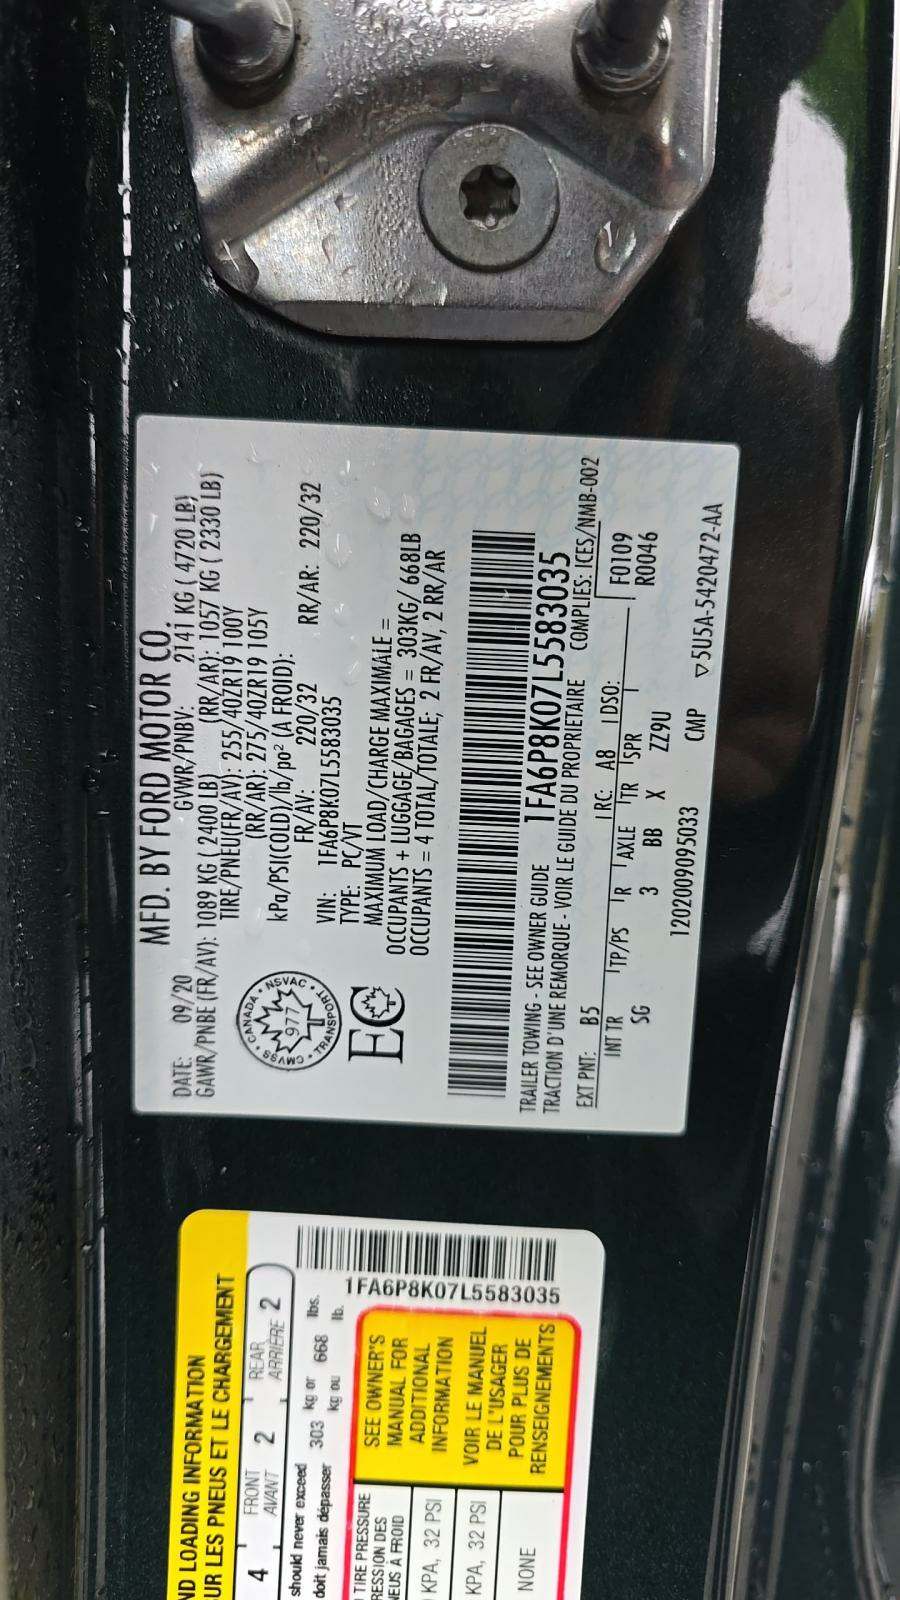 MFD. BY FORD MOTOR CO.
DATE: 09/20 GVWR/PNBV: 2141 KG ( 4720 LB)
GAWR/PNBE (FR/AV): 1089 KG ( 2400 LB) (RR/AR): 1057 KG ( 2330 LB)
TIRE/PNEU(FR/AV): 255/40ZR19 100Y
(RR/AR): 275/40ZR19 105Y
kPa/PSI(COLD)/lb/po² (A FROID):
FR/AV: 220/32 RR/AR: 220/32
VIN: 1FA6P8K07L5583035
TYPE: PC/VT
MAXIMUM LOAD/CHARGE MAXIMALE =
OCCUPANTS + LUGGAGE/BAGAGES = 303KG/ 668LB
OCCUPANTS = 4 TOTAL/TOTALE; 2 FR/AV, 2 RR/AR
CANADA • NSVAC • TRANSPORT • CMVSS •
977
EC
TRAILER TOWING - SEE OWNER GUIDE 1FA6P8K07L5583035
TRACTION D'UNE REMORQUE - VOIR LE GUIDE DU PROPRIETAIRE COMPLIES: ICES/NMB-002
EXT PNT: B5 RC: A8 DSO: F0109
INT TR TP/PS R AXLE TR SPR R0046
SG 3 BB X ZZ9U
120200909​5033 CMP ▽5U5A-5420472-AA
ND LOADING INFORMATION
UR LES PNEUS ET LE CHARGEMENT
4 FRONT 2 REAR 2
AVANT ARRIÈRE
should never exceed 303 kg or 668 lbs.
doit jamais dépasser kg ou lb.
TIRE PRESSURE
RESSION DES
NEUS A FROID
KPA, 32 PSI
KPA, 32 PSI
NONE
SEE OWNER'S
MANUAL FOR
ADDITIONAL
INFORMATION
VOIR LE MANUEL
DE L'USAGER
POUR PLUS DE
RENSEIGNEMENTS
1FA6P8K07L5583035